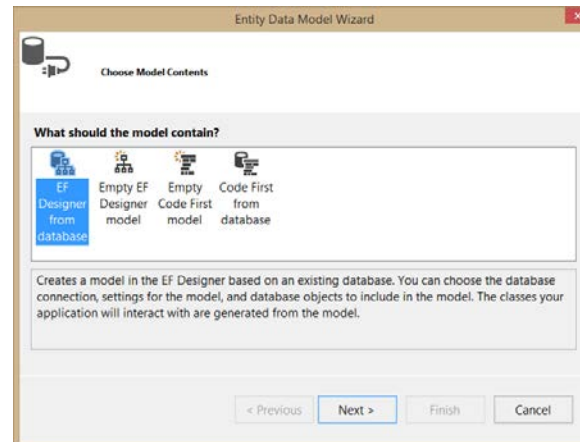 Entity Data Model Wizard
Choose Model Contents
What should the model contain?
EF Designer from database
Empty EF Designer model
Empty Code First model
Code First from database
Creates a model in the EF Designer based on an existing database. You can choose the database
connection, settings for the model, and database objects to include in the model. The classes your
application will interact with are generated from the model.
< Previous
Next >
Finish
Cancel